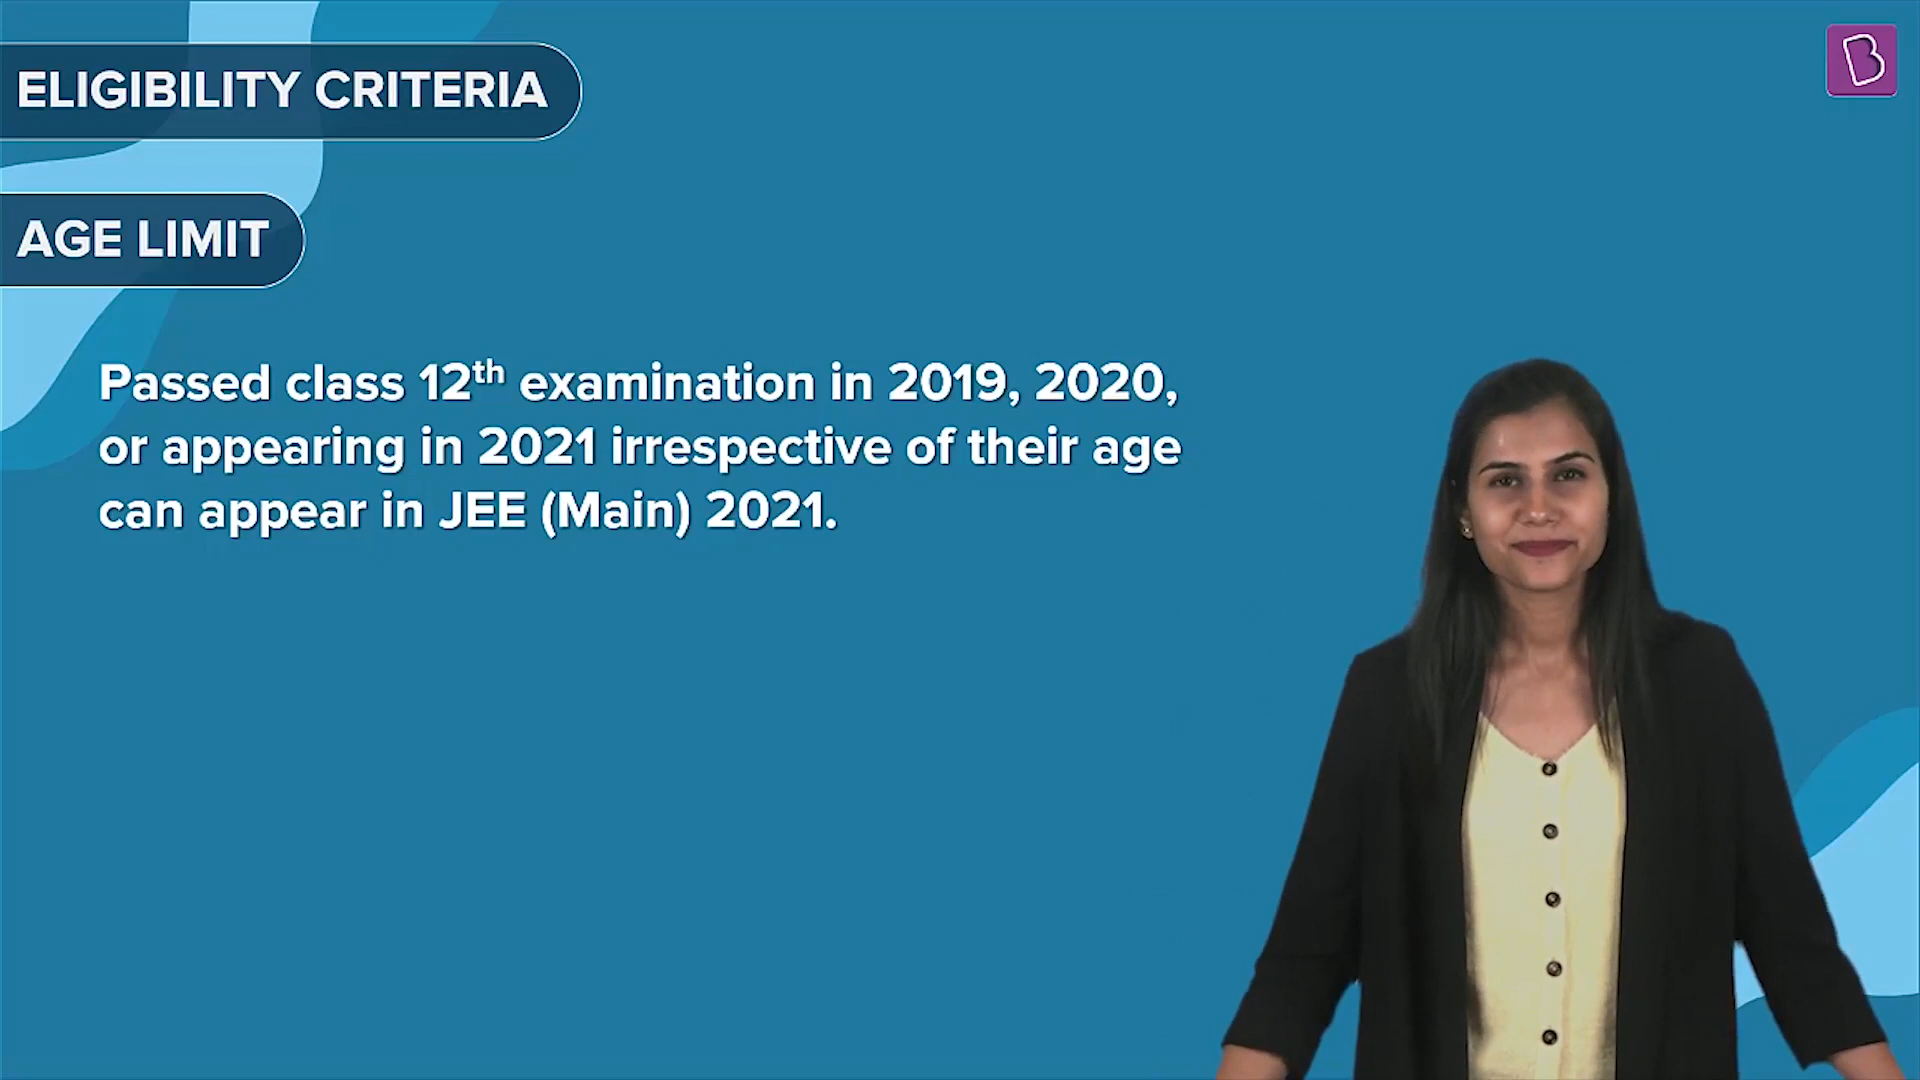 ELIGIBILITY CRITERIA
B
AGE LIMIT
Passed class 12th examination in 2019, 2020,
or appearing in 2021 irrespective of their age
can appear in JEE (Main) 2021.